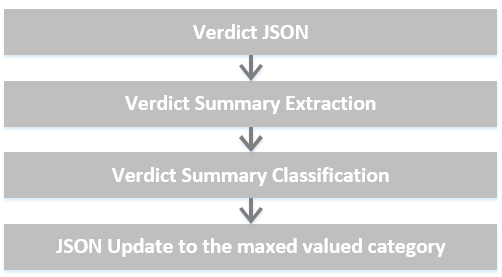 Verdict JSON
Verdict Summary Extraction
Verdict Summary Classification
JSON Update to the maxed valued category